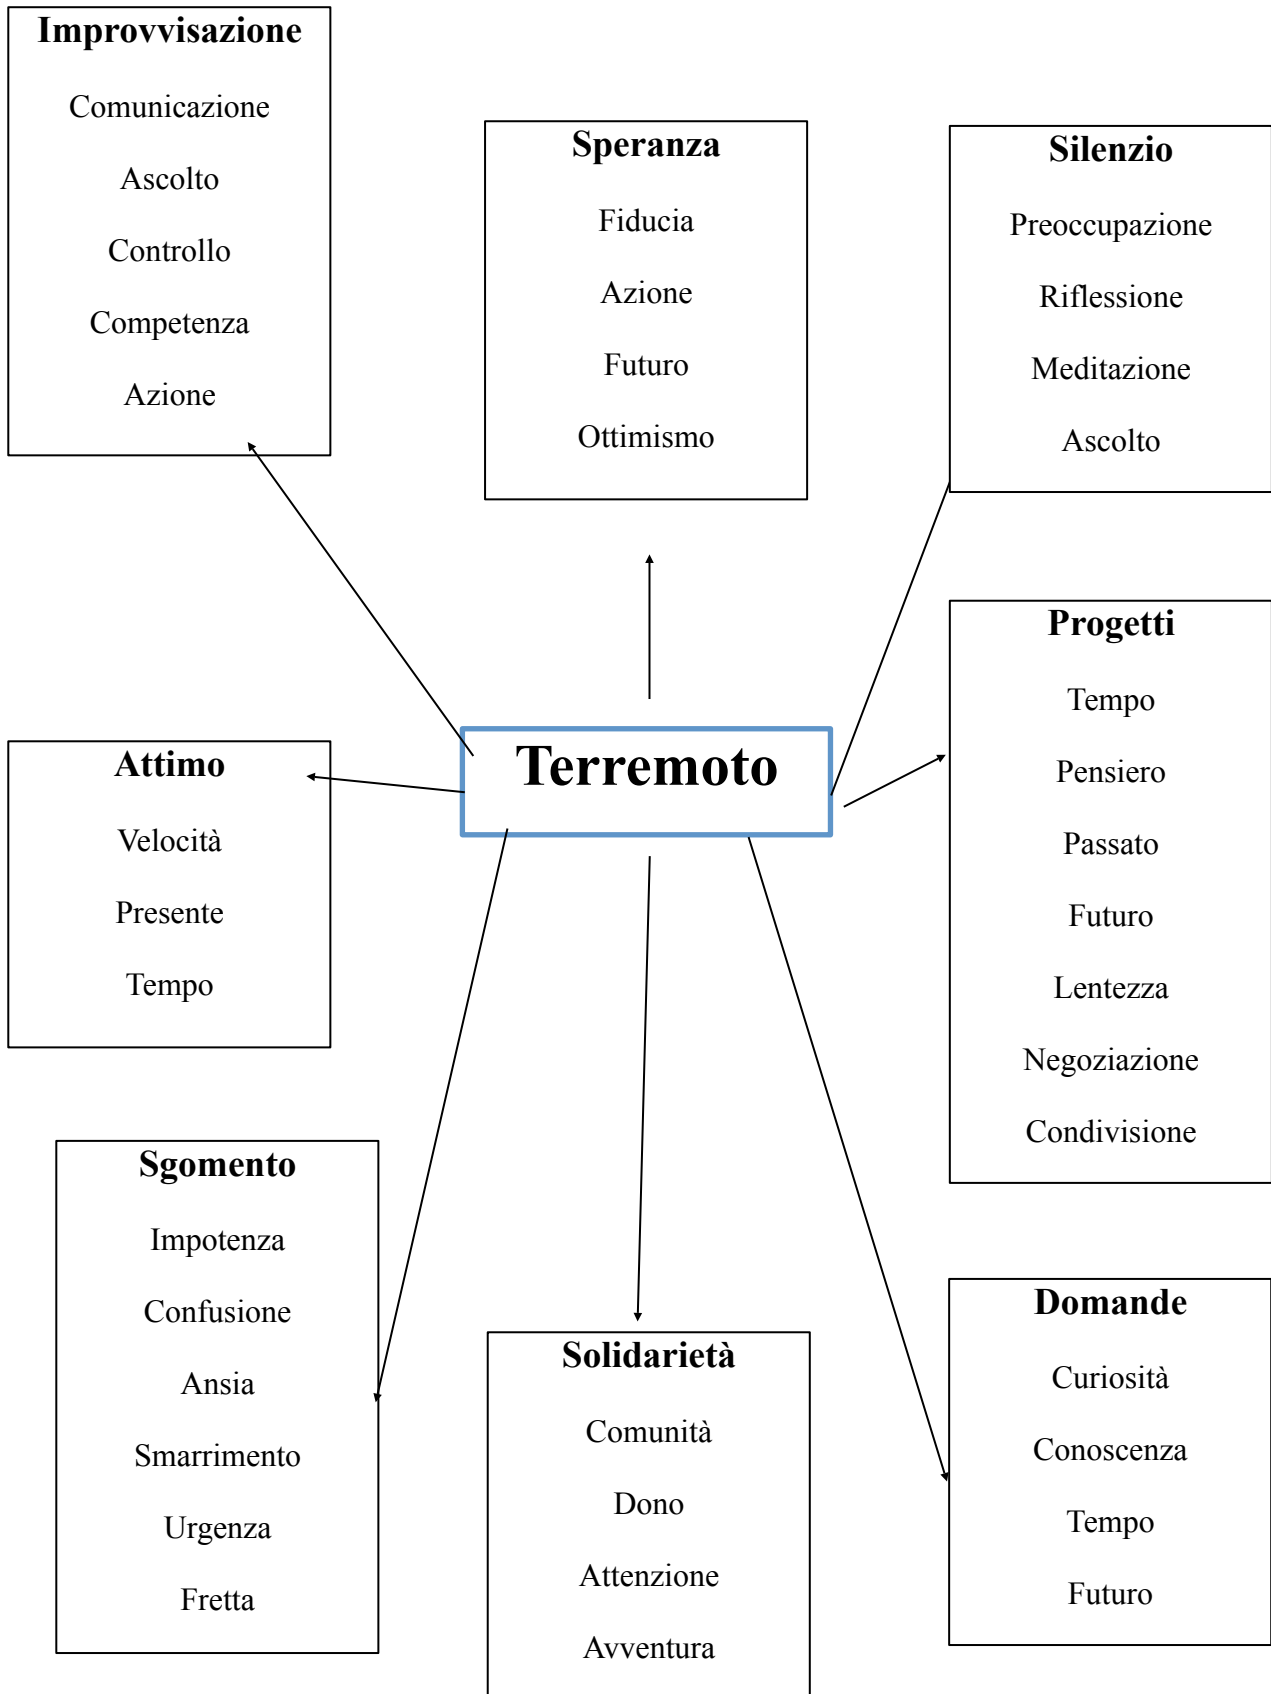 Improvvisazione
Comunicazione
Ascolto
Controllo
Competenza
Azione
Speranza
Fiducia
Azione
Futuro
Ottimismo
Silenzio
Preoccupazione
Riflessione
Meditazione
Ascolto
Terremoto
Attimo
Velocità
Presente
Tempo
Progetti
Tempo
Pensiero
Passato
Futuro
Lentezza
Negoziazione
Condivisione
Sgomento
Impotenza
Confusione
Ansia
Smarrimento
Urgenza
Fretta
Solidarietà
Comunità
Dono
Attenzione
Avventura
Domande
Curiosità
Conoscenza
Tempo
Futuro